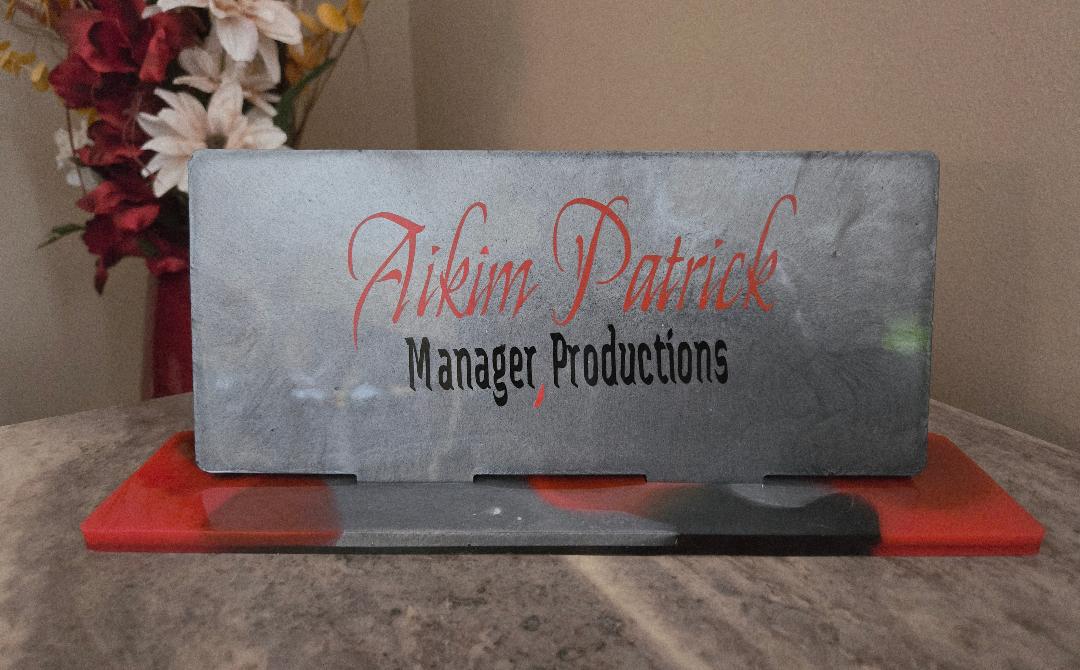 Aikim Patrick
Manager, Productions